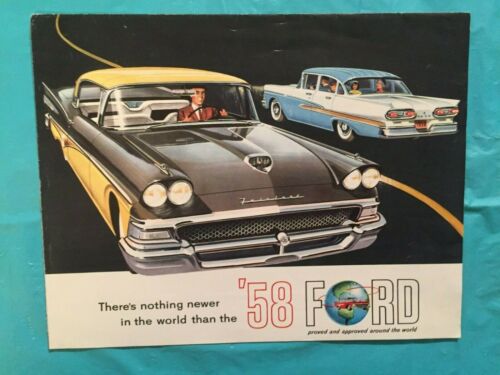 Fairlane
There's nothing newer
in the world than the
'58 FORD
proved and approved around the world